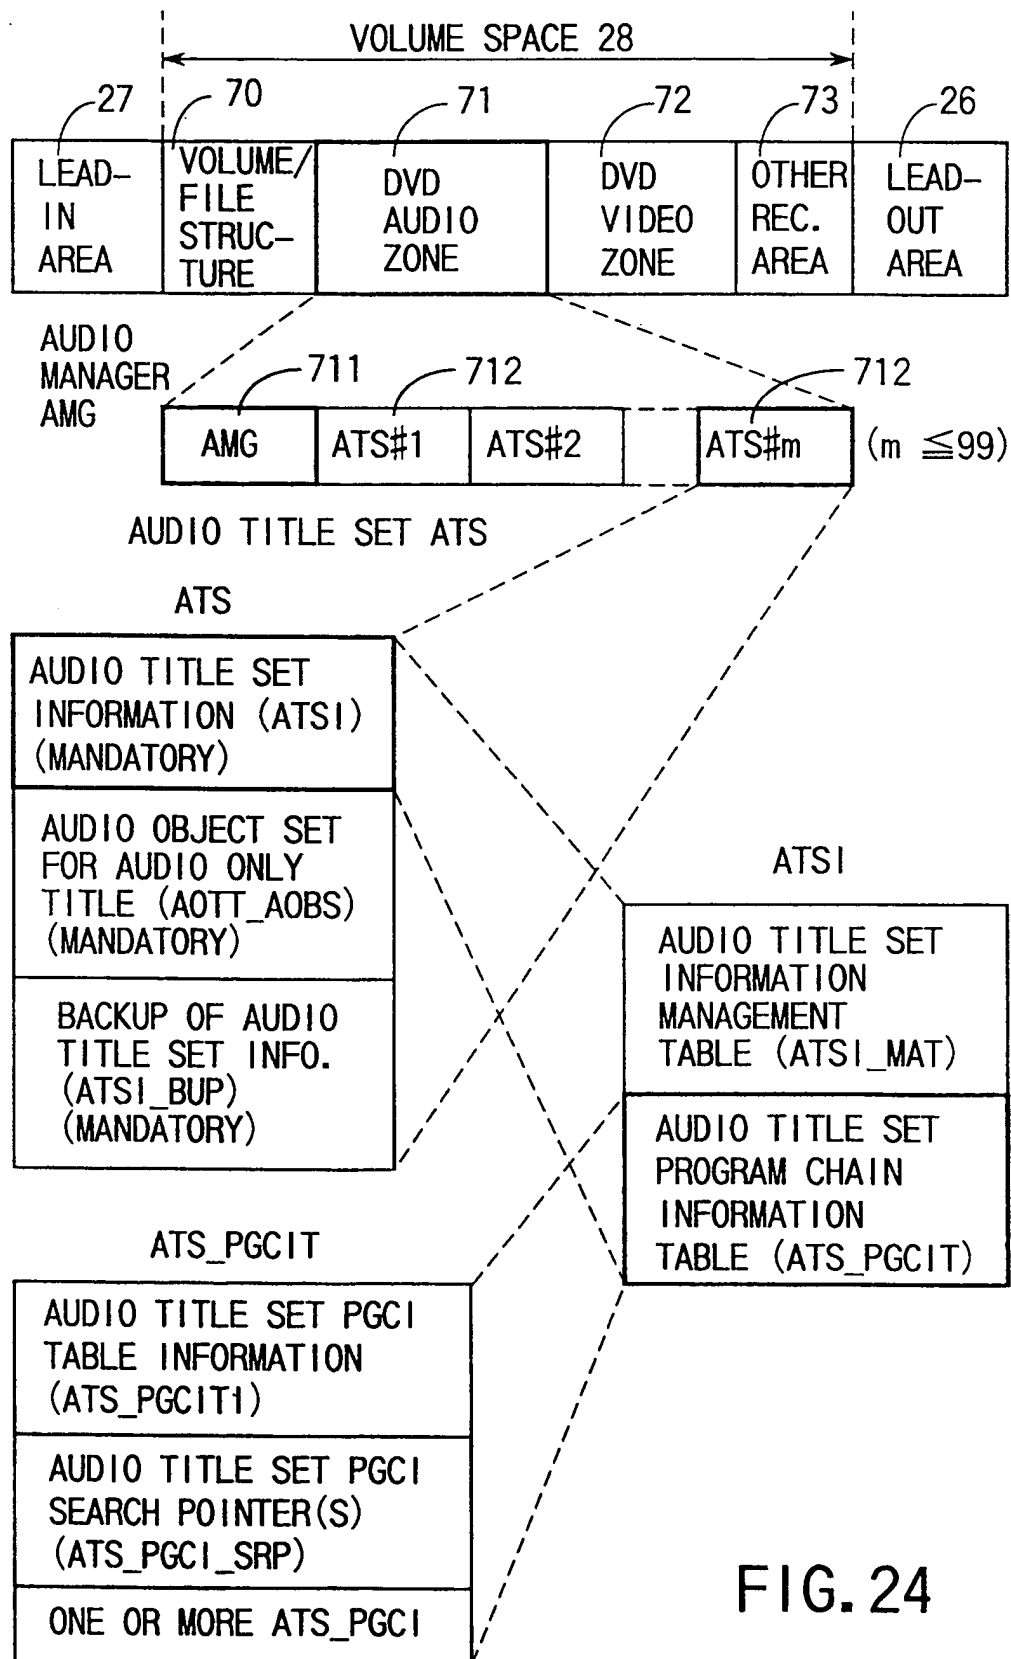 VOLUME SPACE 28
27
70
71
72
73
26
LEAD-
IN
AREA
VOLUME/
FILE
STRUC-
TURE
DVD
AUDIO
ZONE
DVD
VIDEO
ZONE
OTHER
REC.
AREA
LEAD-
OUT
AREA
AUDIO
MANAGER
AMG
711
712
712
AMG
ATS#1
ATS#2
ATS#m
(m ≦99)
AUDIO TITLE SET ATS
ATS
AUDIO TITLE SET
INFORMATION (ATSI)
(MANDATORY)
AUDIO OBJECT SET
FOR AUDIO ONLY
TITLE (AOTT_AOBS)
(MANDATORY)
BACKUP OF AUDIO
TITLE SET INFO.
(ATSI_BUP)
(MANDATORY)
ATSI
AUDIO TITLE SET
INFORMATION
MANAGEMENT
TABLE (ATSI_MAT)
AUDIO TITLE SET
PROGRAM CHAIN
INFORMATION
TABLE (ATS_PGCIT)
ATS_PGCIT
AUDIO TITLE SET PGCI
TABLE INFORMATION
(ATS_PGCITi)
AUDIO TITLE SET PGCI
SEARCH POINTER(S)
(ATS_PGCI_SRP)
ONE OR MORE ATS_PGCI
FIG. 24